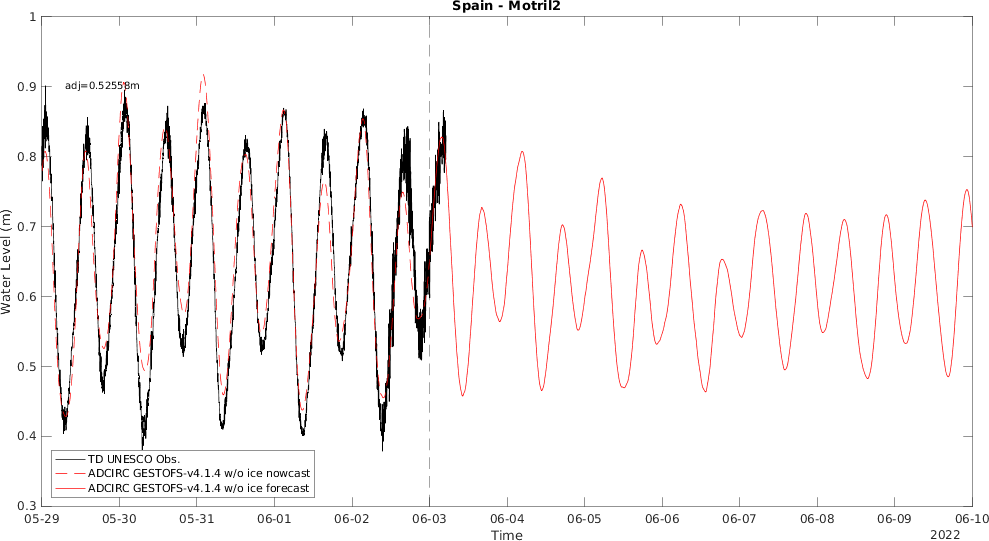 Spain - Motril2
1
0.9
0.8
0.7
0.6
0.5
0.4
0.3
Water Level (m)
adj=0.52558m
TD UNESCO Obs.
ADCIRC GESTOFS-v4.1.4 w/o ice nowcast
ADCIRC GESTOFS-v4.1.4 w/o ice forecast
05-29 05-30 05-31 06-01 06-02 06-03 06-04 06-05 06-06 06-07 06-08 06-09 06-10
Time
2022